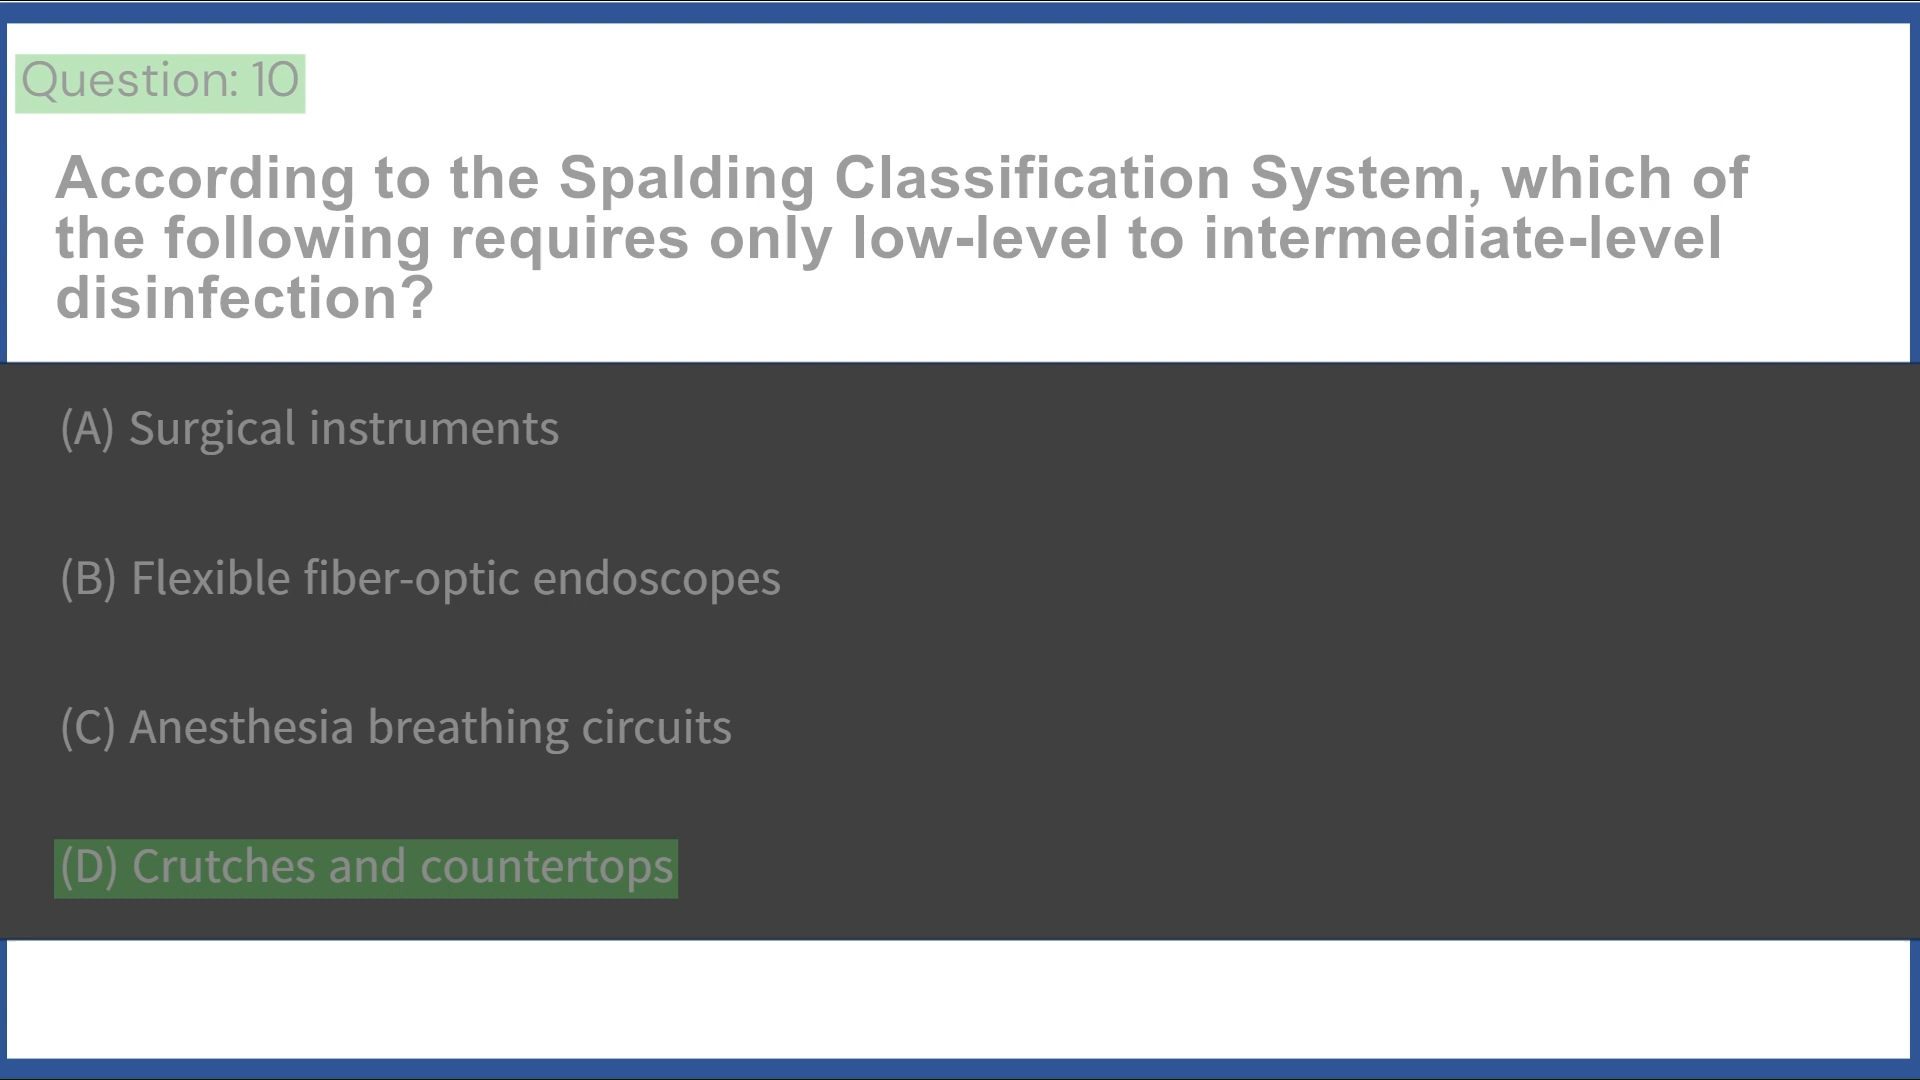 Question: 10
According to the Spalding Classification System, which of
the following requires only low-level to intermediate-level
disinfection?
(A) Surgical instruments
(B) Flexible fiber-optic endoscopes
(C) Anesthesia breathing circuits
(D) Crutches and countertops